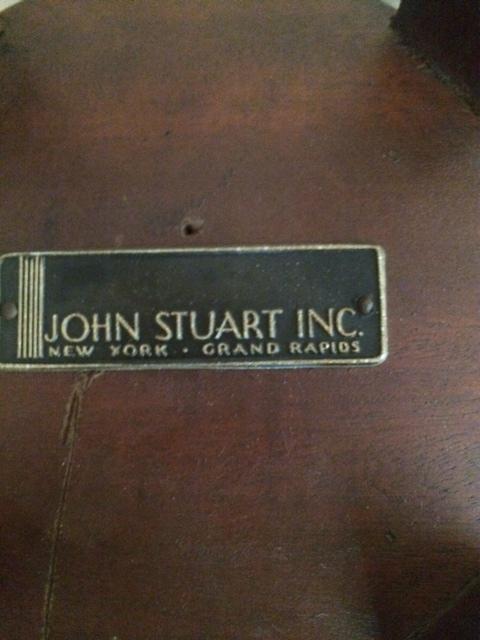 JOHN STUART INC.
NEW YORK · GRAND RAPIDS